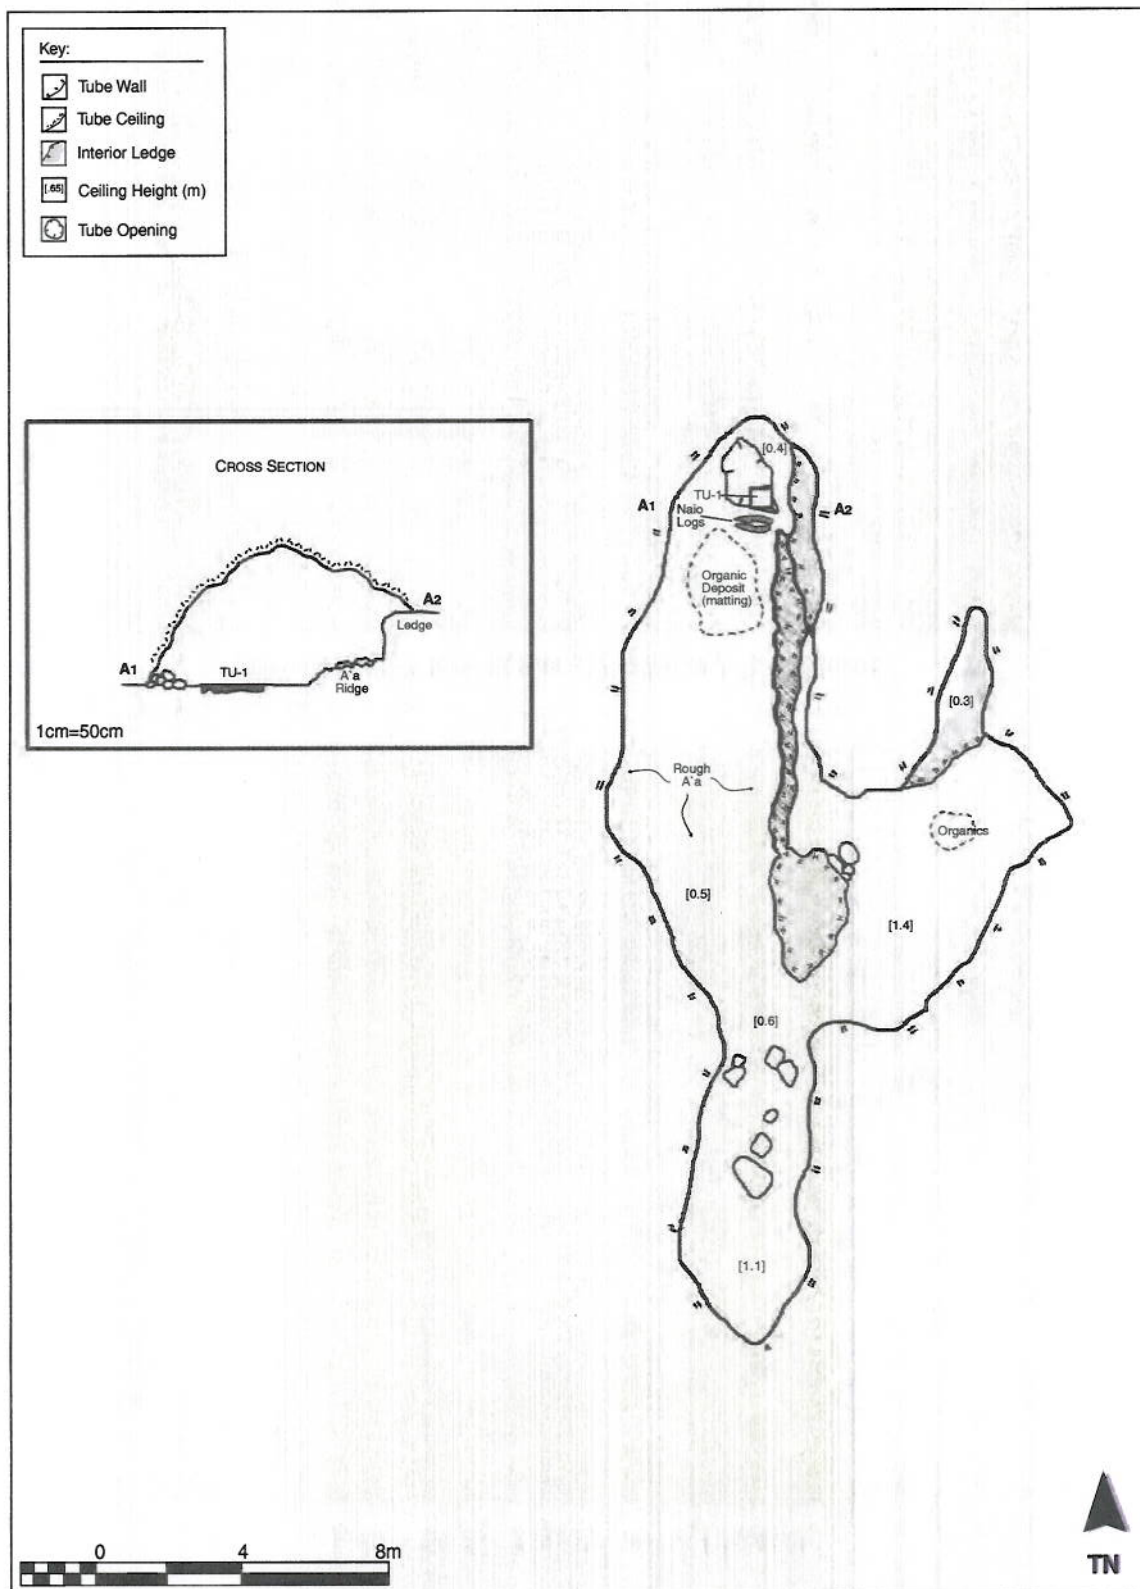 Key:
Tube Wall
Tube Ceiling
Interior Ledge
[.65] Ceiling Height (m)
Tube Opening
CROSS SECTION
A1
TU-1
A`a
Ridge
A2
Ledge
1cm=50cm
[0.4]
A1
TU-1
A2
Naio
Logs
Organic
Deposit
(matting)
[0.3]
Rough
A`a
Organics
[0.5]
[1.4]
[0.6]
[1.1]
0 4 8m
TN